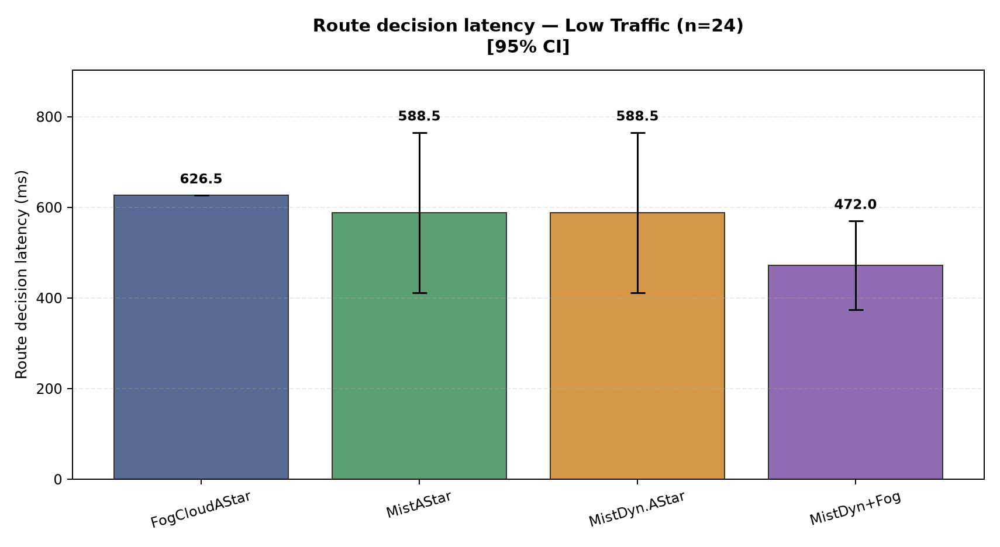 Route decision latency — Low Traffic (n=24)
[95% CI]
Route decision latency (ms)
800
600
400
200
0
626.5
588.5
588.5
472.0
FogCloudAStar
MistAStar
MistDyn.AStar
MistDyn+Fog